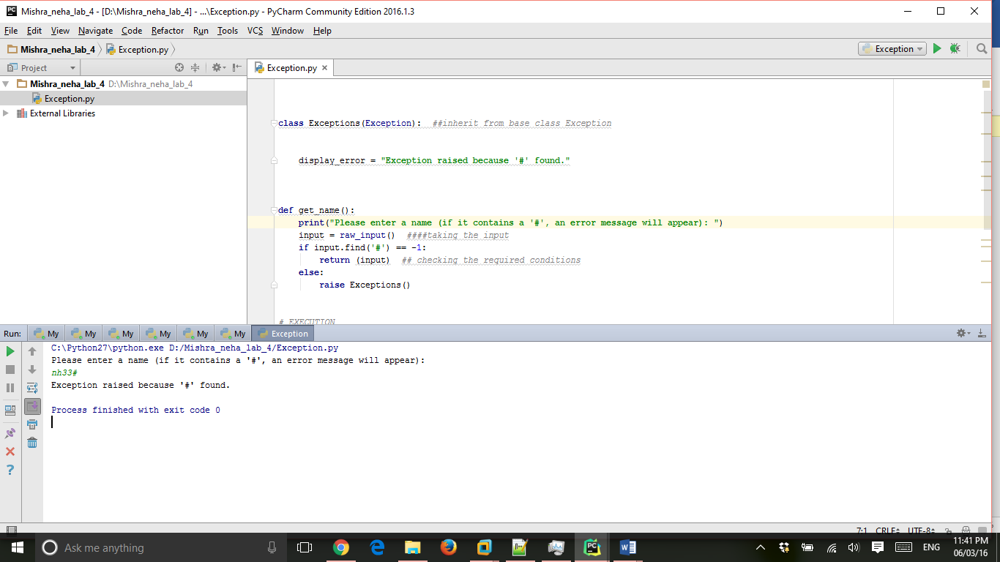 Mishra_neha_lab_4 - [D:\Mishra_neha_lab_4] - ...\Exception.py - PyCharm Community Edition 2016.1.3
File Edit View Navigate Code Refactor Run Tools VCS Window Help
Mishra_neha_lab_4 Exception.py Exception
Project Exception.py
Mishra_neha_lab_4 D:\Mishra_neha_lab_4
Exception.py
External Libraries
class Exceptions(Exception):  ##inherit from base class Exception
display_error = "Exception raised because '#' found."
def get_name():
print("Please enter a name (if it contains a '#', an error message will appear): ")
input = raw_input()  ####taking the input
if input.find('#') == -1:
return (input)  ## checking the required conditions
else:
raise Exceptions()
# EXECUTION
Run: My My My My My My Exception
C:\Python27\python.exe D:/Mishra_neha_lab_4/Exception.py
Please enter a name (if it contains a '#', an error message will appear):
nh33#
Exception raised because '#' found.
Process finished with exit code 0
7:1 CRLF UTF-8
Ask me anything
ENG
11:41 PM
06/03/16